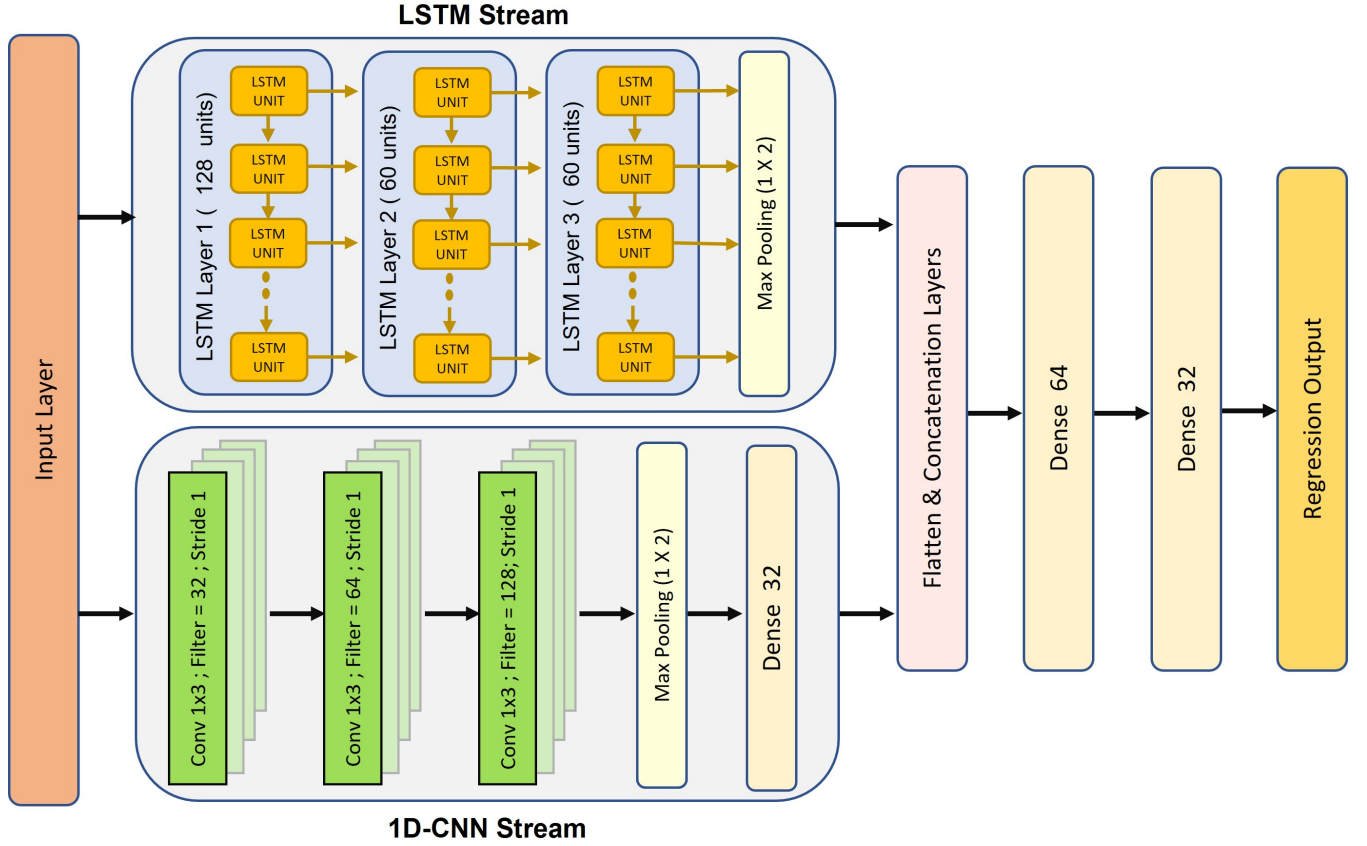 LSTM Stream
Input Layer
LSTM Layer 1 ( 128 units)
LSTM
UNIT
LSTM
UNIT
LSTM
UNIT
LSTM
UNIT
LSTM Layer 2 ( 60 units)
LSTM
UNIT
LSTM
UNIT
LSTM
UNIT
LSTM
UNIT
LSTM Layer 3 ( 60 units)
LSTM
UNIT
LSTM
UNIT
LSTM
UNIT
LSTM
UNIT
Max Pooling (1 X 2)
Conv 1x3 ; Filter = 32 ; Stride 1
Conv 1x3 ; Filter = 64 ; Stride 1
Conv 1x3 ; Filter = 128; Stride 1
Max Pooling (1 X 2)
Dense 32
1D-CNN Stream
Flatten & Concatenation Layers
Dense 64
Dense 32
Regression Output